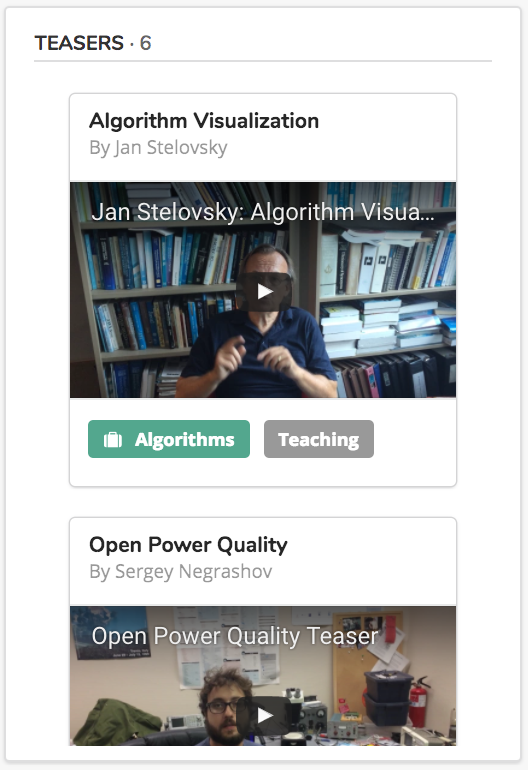 TEASERS · 6
Algorithm Visualization
By Jan Stelovsky
Jan Stelovsky: Algorithm Visua...
Algorithms
Teaching
Open Power Quality
By Sergey Negrashov
Open Power Quality Teaser